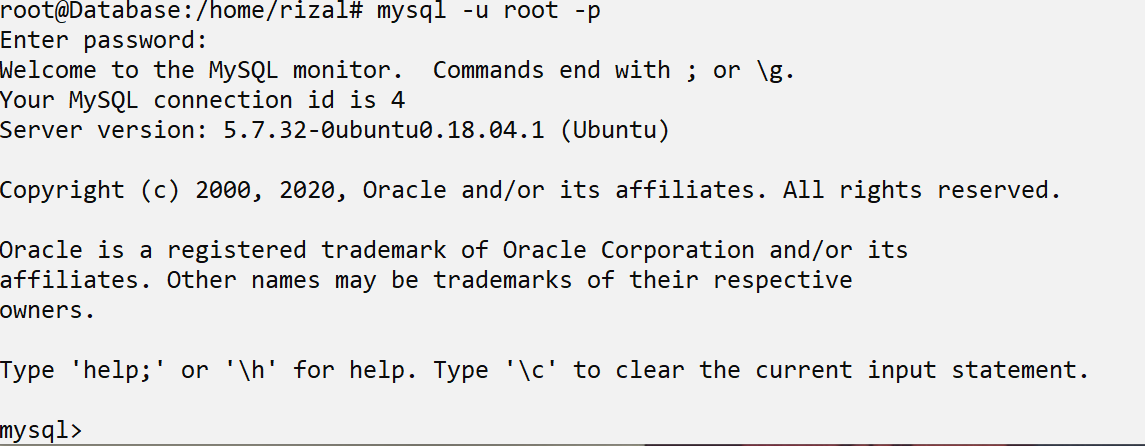 root@Database:/home/rizal# mysql -u root -p
Enter password:
Welcome to the MySQL monitor.  Commands end with ; or \g.
Your MySQL connection id is 4
Server version: 5.7.32-0ubuntu0.18.04.1 (Ubuntu)

Copyright (c) 2000, 2020, Oracle and/or its affiliates. All rights reserved.

Oracle is a registered trademark of Oracle Corporation and/or its
affiliates. Other names may be trademarks of their respective
owners.

Type 'help;' or '\h' for help. Type '\c' to clear the current input statement.

mysql>